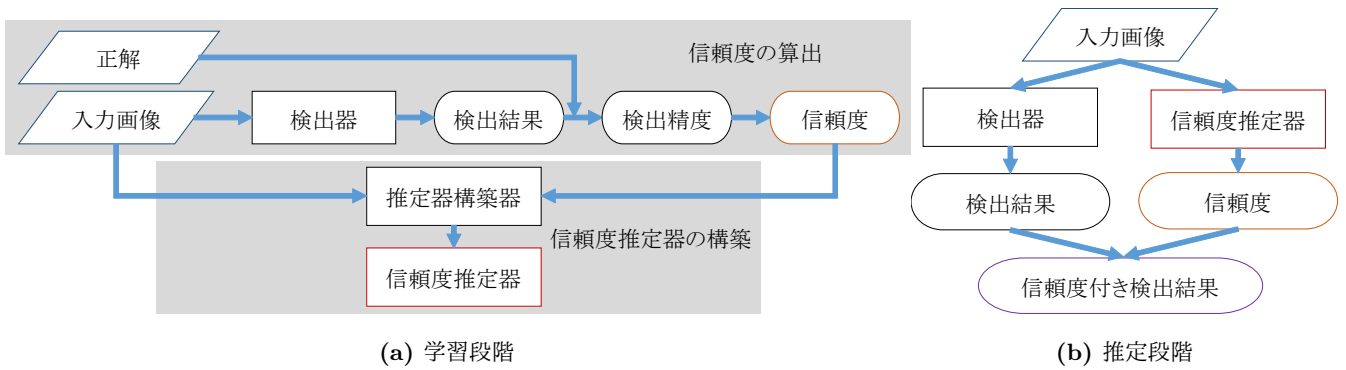 正解
信頼度の算出
入力画像
検出器
検出結果
検出精度
信頼度
推定器構築器
信頼度推定器の構築
信頼度推定器
(a) 学習段階
入力画像
検出器
信頼度推定器
検出結果
信頼度
信頼度付き検出結果
(b) 推定段階